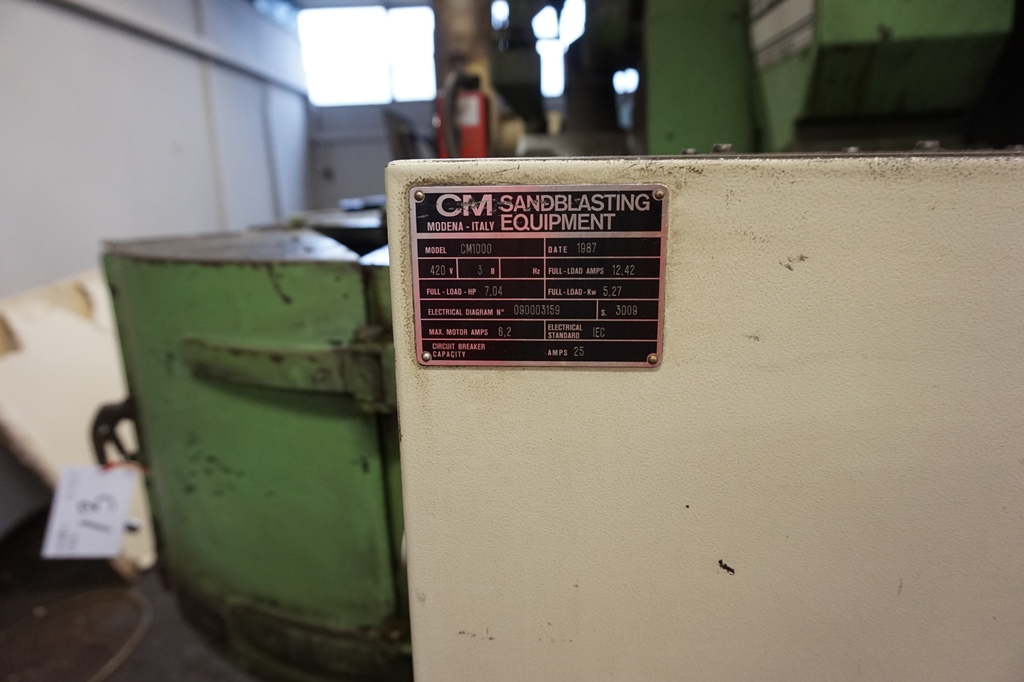 CM SANDBLASTING
MODENA - ITALY EQUIPMENT
MODEL CM1000 DATE 1987
420 V 3 B Hz FULL-LOAD AMPS 12,42
FULL - LOAD - HP 7,04 FULL-LOAD-Kw 5,27
ELECTRICAL DIAGRAM N° 090003159 S. 3009
MAX. MOTOR AMPS 6,2 ELECTRICAL STANDARD IEC
CIRCUIT BREAKER CAPACITY AMPS 25
13